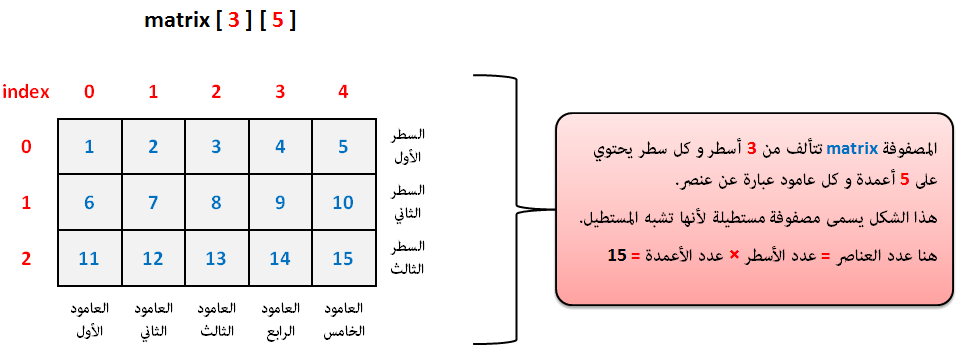 matrix [ 3 ] [ 5 ]
index 0 1 2 3 4
0 1 2 3 4 5 السطر الأول
1 6 7 8 9 10 السطر الثاني
2 11 12 13 14 15 السطر الثالث
العامود الأول
العامود الثاني
العامود الثالث
العامود الرابع
العامود الخامس
المصفوفة matrix تتألف من 3 أسطر و كل سطر يحتوي
على 5 أعمدة و كل عامود عبارة عن عنصر.
هذا الشكل يسمى مصفوفة مستطيلة لأنها تشبه المستطيل.
هنا عدد العناصر = عدد الأسطر × عدد الأعمدة = 15